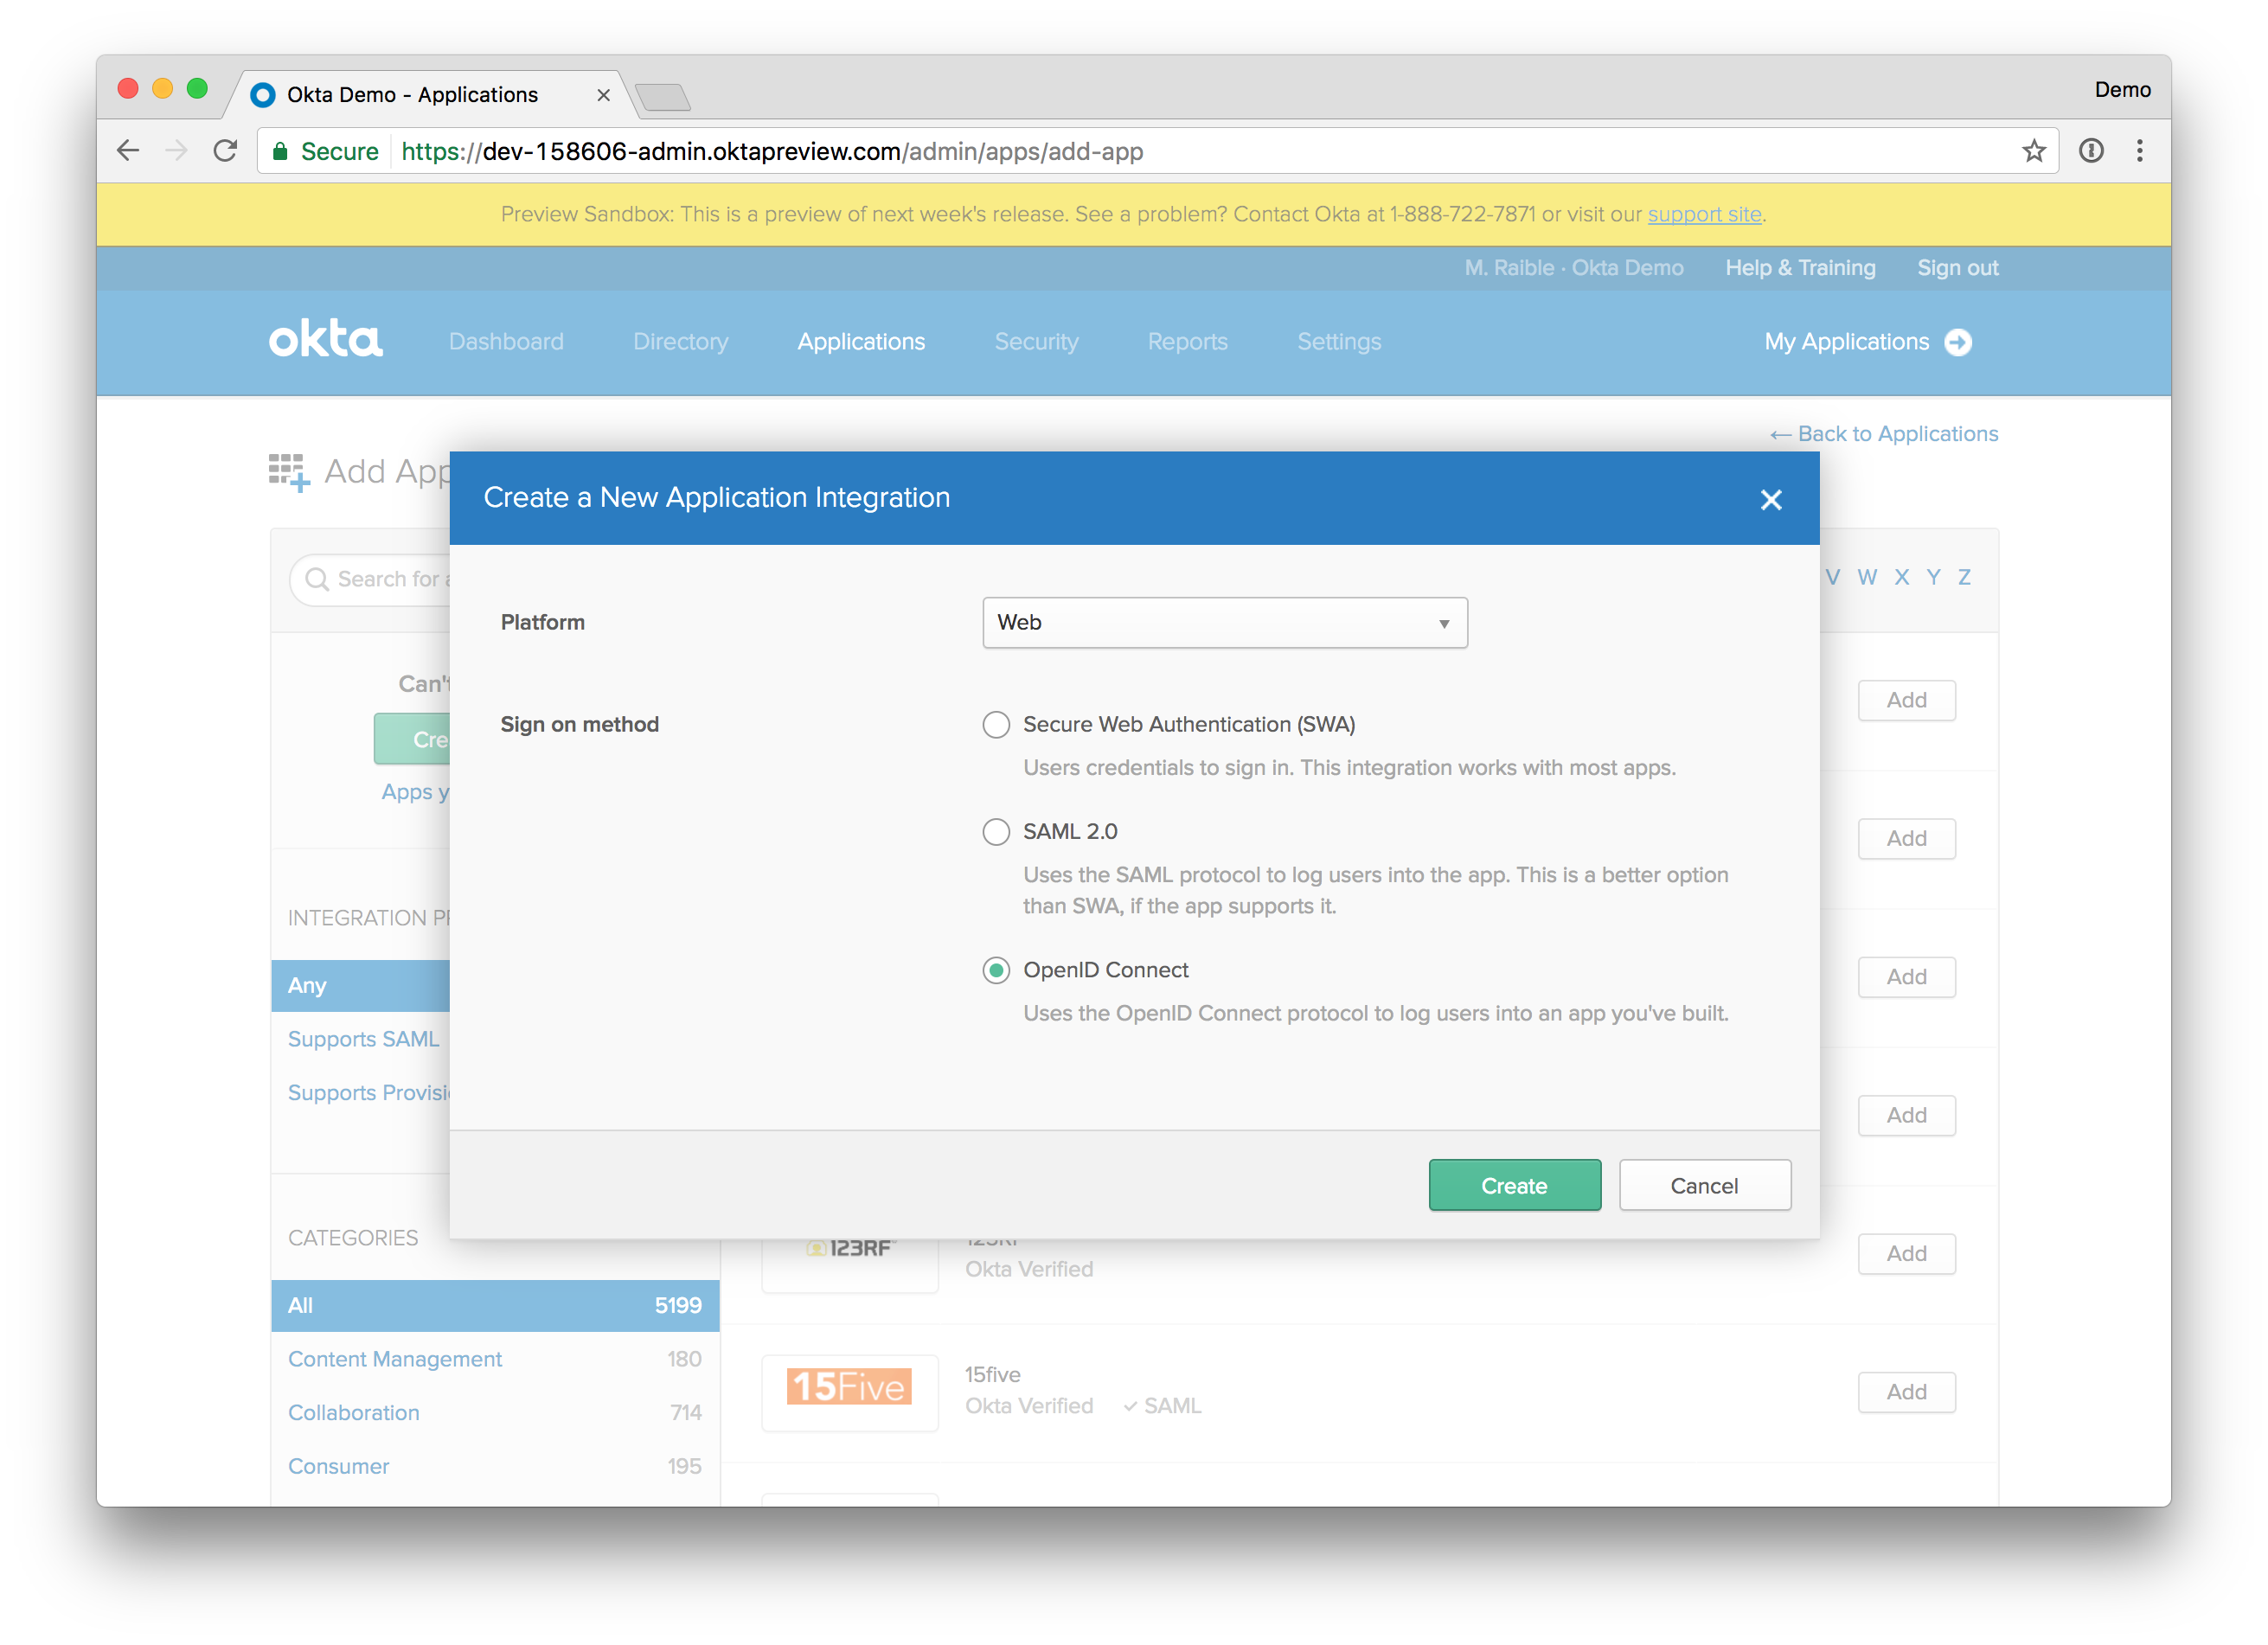 Okta Demo - Applications
Demo
Secure https://dev-158606-admin.oktapreview.com/admin/apps/add-app
Preview Sandbox: This is a preview of next week's release. See a problem? Contact Okta at 1-888-722-7871 or visit our support site.
M. Raible · Okta Demo Help & Training Sign out
okta Dashboard Directory Applications Security Reports Settings My Applications
← Back to Applications
Add App
Create a New Application Integration
Search for a
V W X Y Z
Platform Web
Can't
Sign on method
Secure Web Authentication (SWA)
Add
Cre
Users credentials to sign in. This integration works with most apps.
Apps y
SAML 2.0
Add
Uses the SAML protocol to log users into the app. This is a better option
than SWA, if the app supports it.
INTEGRATION P
OpenID Connect
Add
Any
Uses the OpenID Connect protocol to log users into an app you've built.
Supports SAML
Supports Provisi
Add
Create Cancel
CATEGORIES
123RF
123RF
Add
Okta Verified
All 5199
Content Management 180
15Five
15five
Add
Okta Verified ✓ SAML
Collaboration 714
Consumer 195